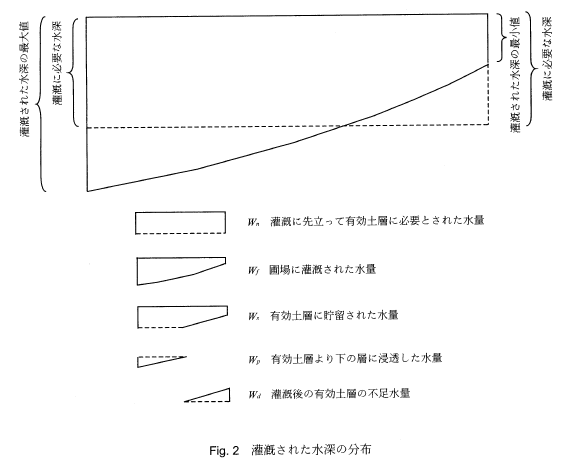 灌漑された水深の最大値
灌漑に必要な水深
灌漑された水深の最小値
灌漑に必要な水深
Wn 灌漑に先立って有効土層に必要とされた水量
Wf 圃場に灌漑された水量
Ws 有効土層に貯留された水量
Wp 有効土層より下の層に浸透した水量
Wd 灌漑後の有効土層の不足水量
Fig. 2 灌漑された水深の分布